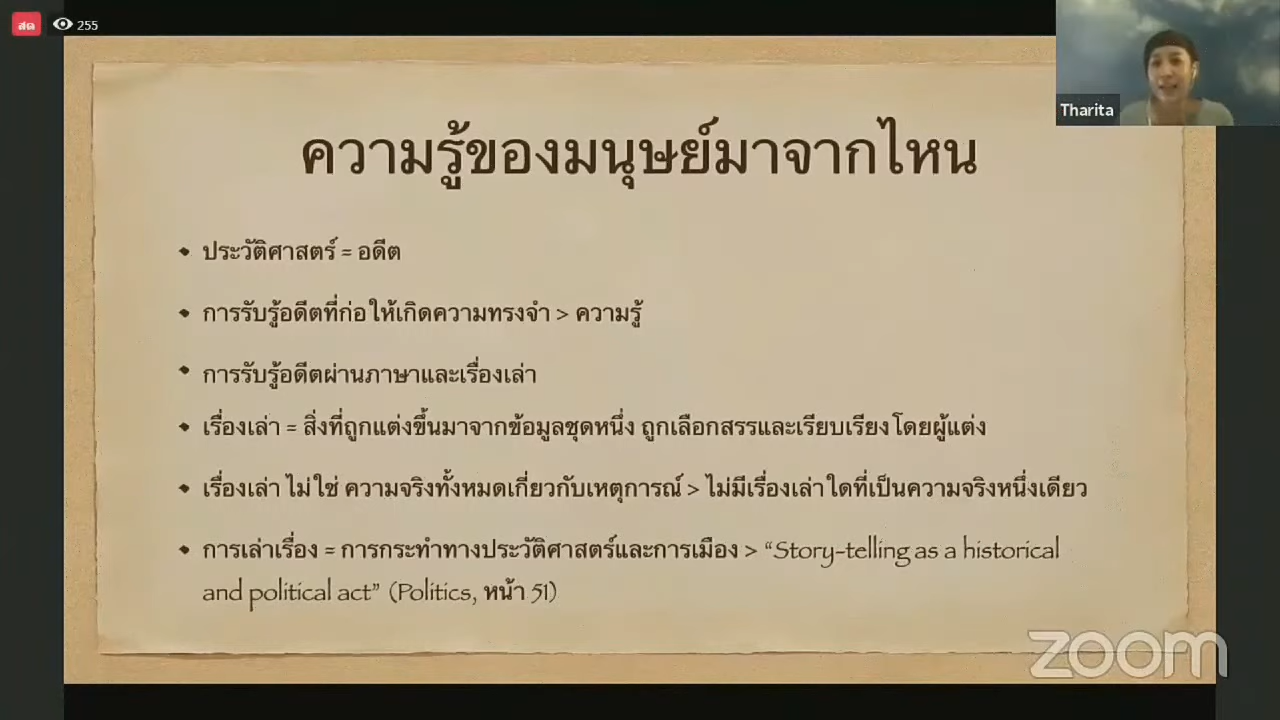 สด
255
Tharita
ความรู้ของมนุษย์มาจากไหน
• ประวัติศาสตร์ = อดีต
• การรับรู้อดีตที่ก่อให้เกิดความทรงจำ > ความรู้
• การรับรู้อดีตผ่านภาษาและเรื่องเล่า
• เรื่องเล่า = สิ่งที่ถูกแต่งขึ้นมาจากข้อมูลชุดหนึ่ง ถูกเลือกสรรและเรียบเรียงโดยผู้แต่ง
• เรื่องเล่า ไม่ใช่ ความจริงทั้งหมดเกี่ยวกับเหตุการณ์ > ไม่มีเรื่องเล่าใดที่เป็นความจริงหนึ่งเดียว
• การเล่าเรื่อง = การกระทำทางประวัติศาสตร์และการเมือง > “Story-telling as a historical
and political act” (Politics, หน้า 51)
zoom